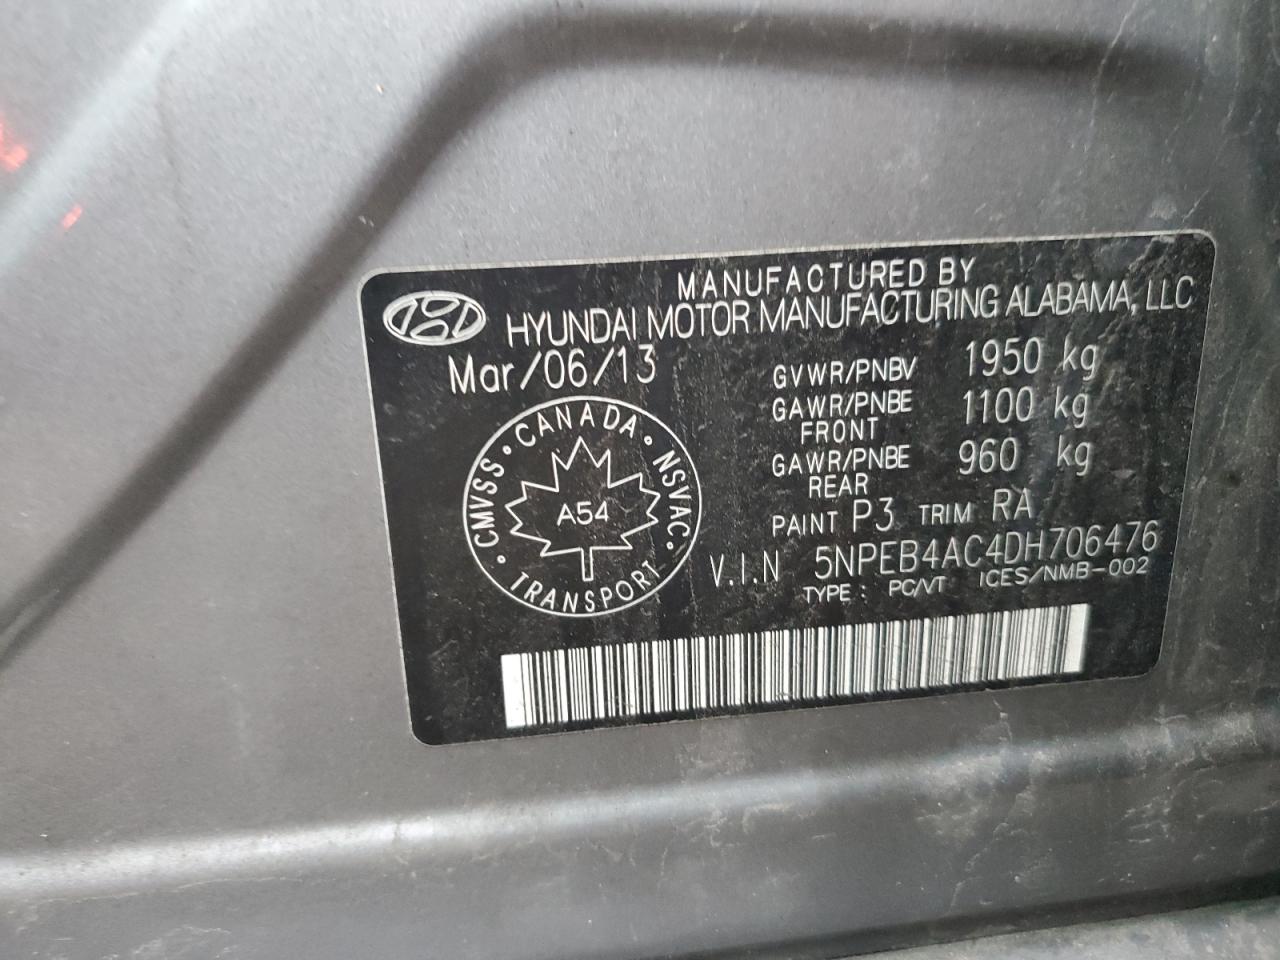 MANUFACTURED BY
HYUNDAI MOTOR MANUFACTURING ALABAMA, LLC
Mar/06/13
GVWR/PNBV 1950 kg
GAWR/PNBE 1100 kg
FRONT
GAWR/PNBE 960 kg
REAR
PAINT P3 TRIM RA
V.I.N 5NPEB4AC4DH706476
TYPE : PC/VT ICES/NMB-002
CMVSS • CANADA • NSVAC •
A54
TRANSPORT